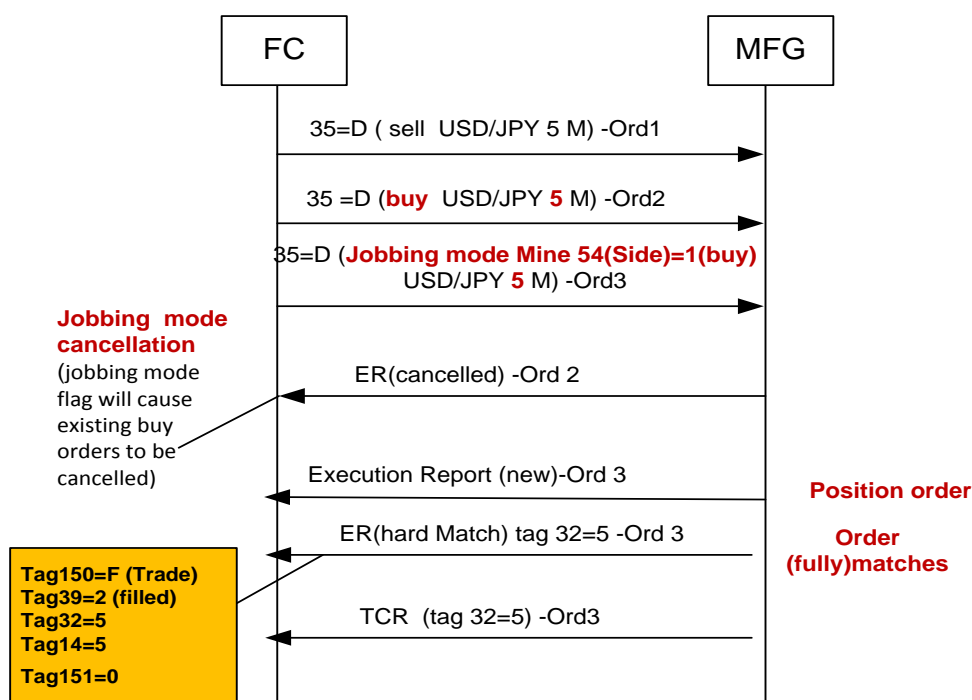 FC
MFG
35=D ( sell USD/JPY 5 M) -Ord1
35 =D (buy USD/JPY 5 M) -Ord2
35=D (Jobbing mode Mine 54(Side)=1(buy)
USD/JPY 5 M) -Ord3
Jobbing mode
cancellation
(jobbing mode
flag will cause
existing buy
orders to be
cancelled)
ER(cancelled) -Ord 2
Execution Report (new)-Ord 3
Position order
ER(hard Match) tag 32=5 -Ord 3
Order
(fully)matches
Tag150=F (Trade)
Tag39=2 (filled)
Tag32=5
Tag14=5
Tag151=0
TCR (tag 32=5) -Ord3